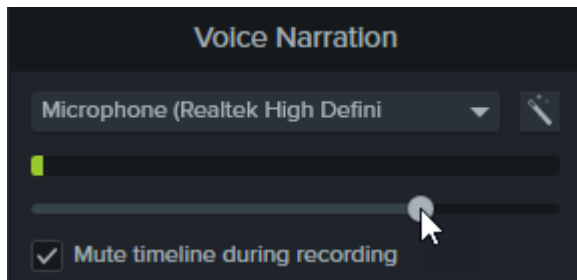 Voice Narration
Microphone (Realtek High Defini
Mute timeline during recording